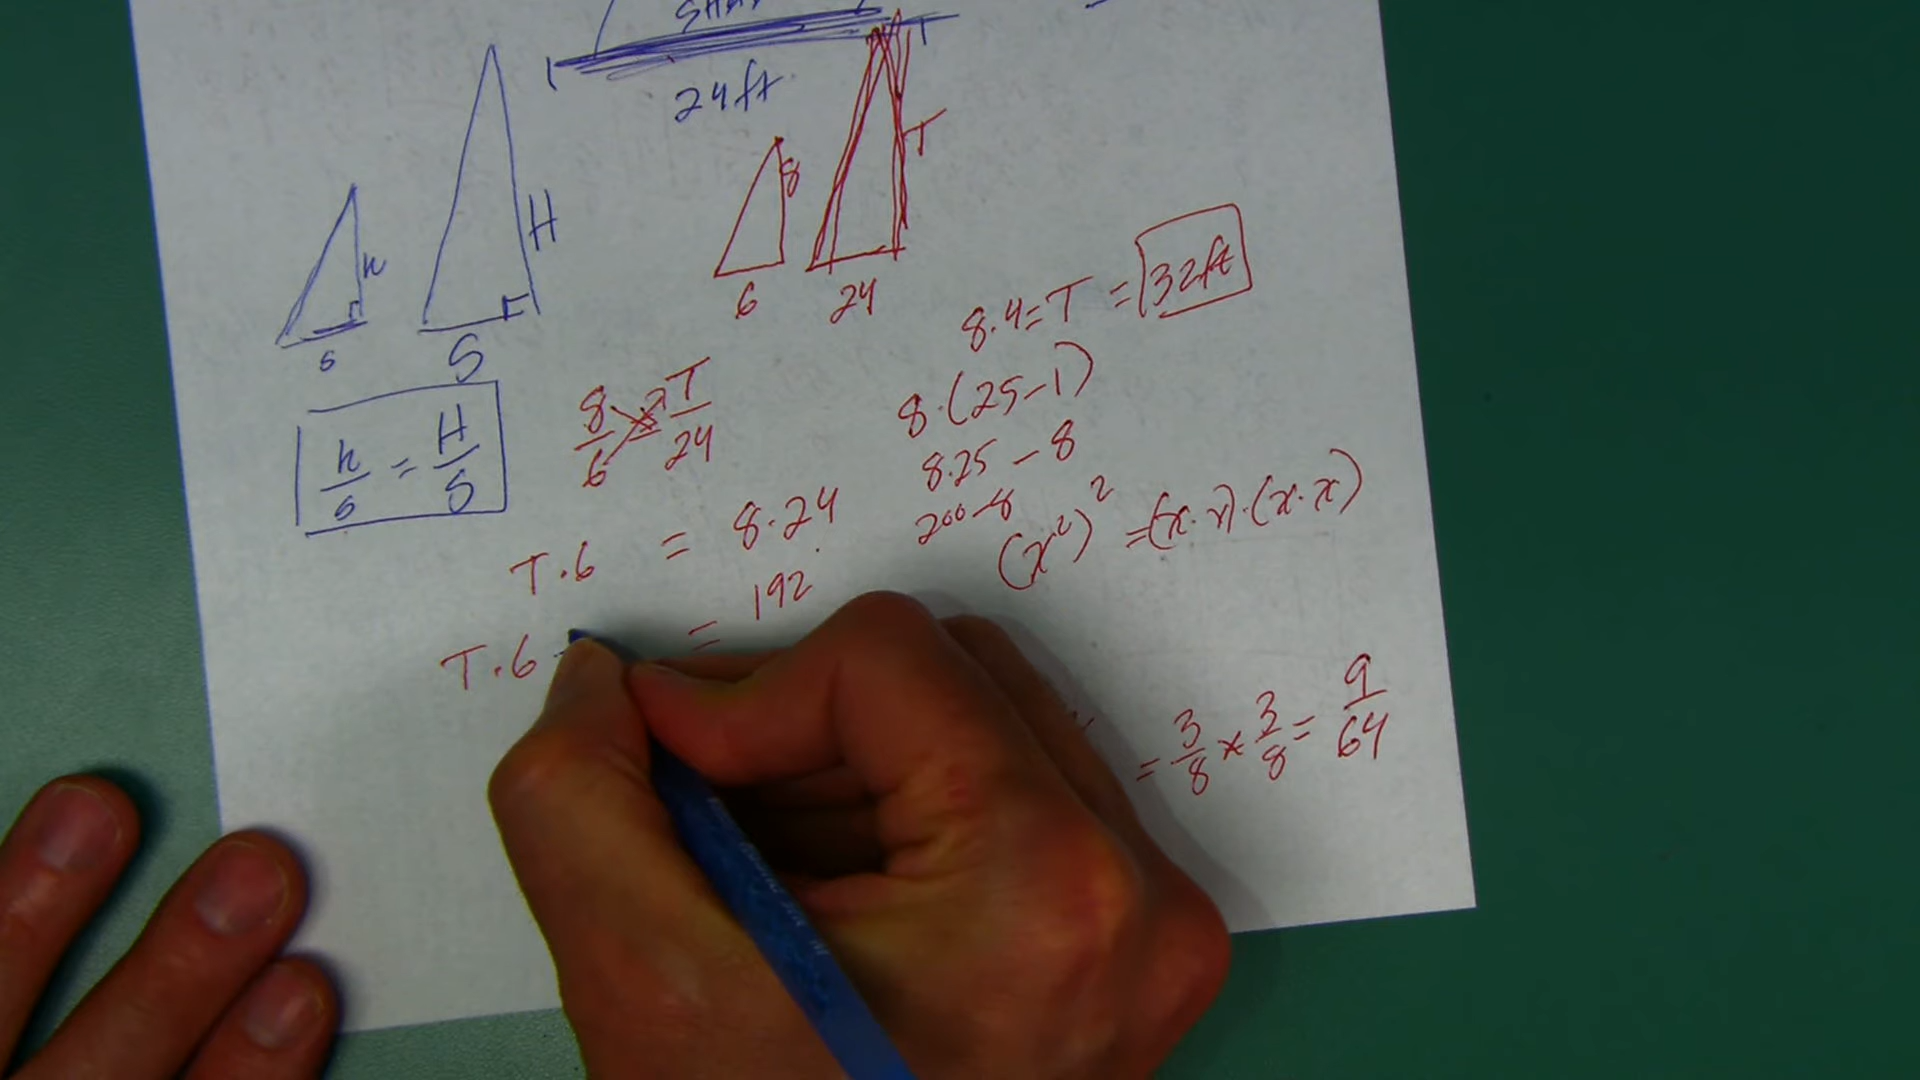 24ft
T
8
T
h
H
6
24
s
S
8.4=T = 32ft
8/6 T/24
8.(25-1)
h/s = H/S
8.25 - 8
T.6 = 8.24
200-8
(x²)² =(x.x).(x.x)
192
T.6 =
= 3/8 × 3/8 = 9/64